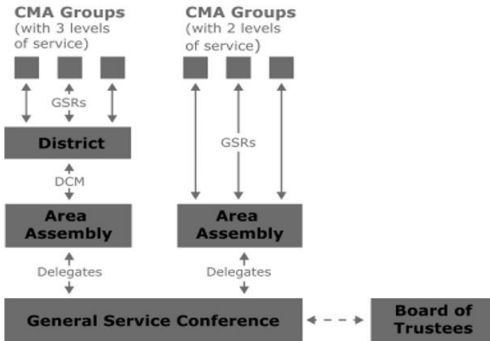 CMA Groups
(with 3 levels
of service)
CMA Groups
(with 2 levels
of service)
GSRs
District
GSRs
DCM
Area
Assembly
Area
Assembly
Delegates
Delegates
General Service Conference
Board of
Trustees